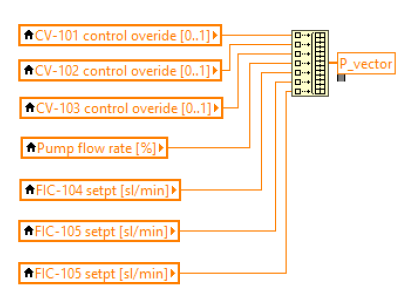 CV-101 control overide [0..1]
CV-102 control overide [0..1]
CV-103 control overide [0..1]
Pump flow rate [%]
FIC-104 setpt [sl/min]
FIC-105 setpt [sl/min]
FIC-105 setpt [sl/min]
P_vector